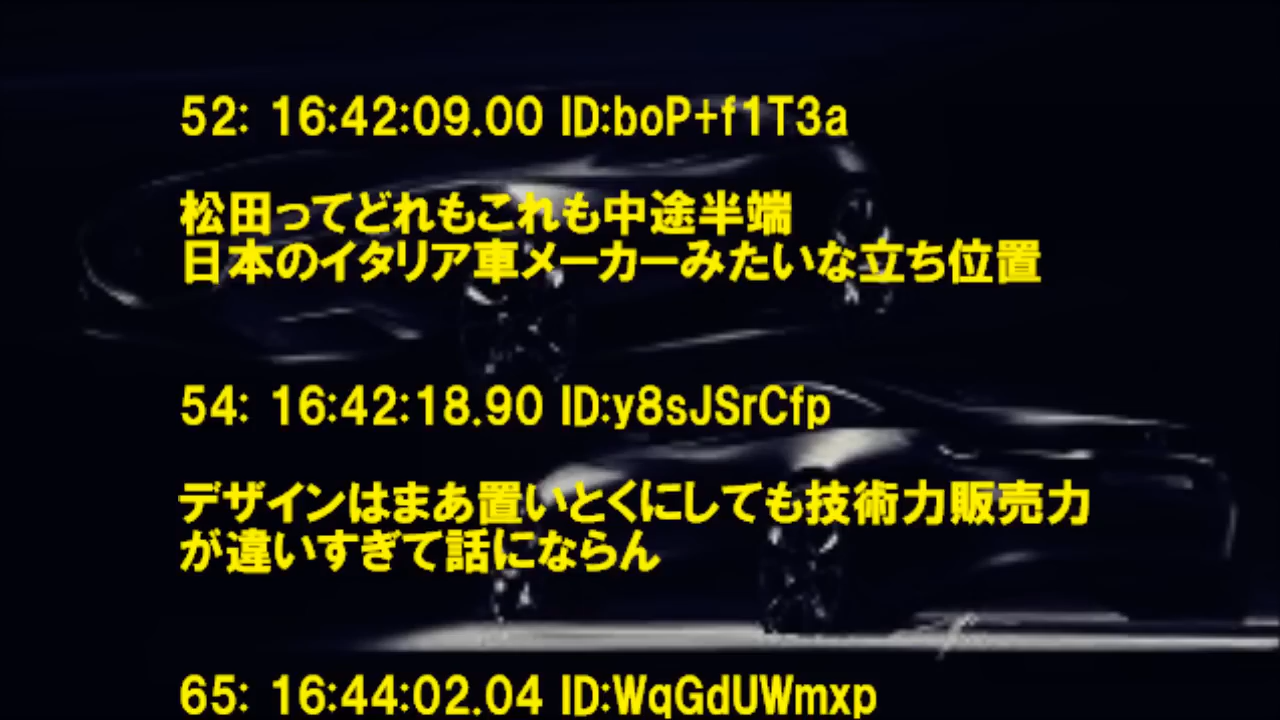 52: 16:42:09.00 ID:boP+f1T3a
松田ってどれもこれも中途半端
日本のイタリア車メーカーみたいな立ち位置
54: 16:42:18.90 ID:y8sJSrCfp
デザインはまあ置いとくにしても技術力販売力
が違いすぎて話にならん
65: 16:44:02.04 ID:WqGdUWmxp